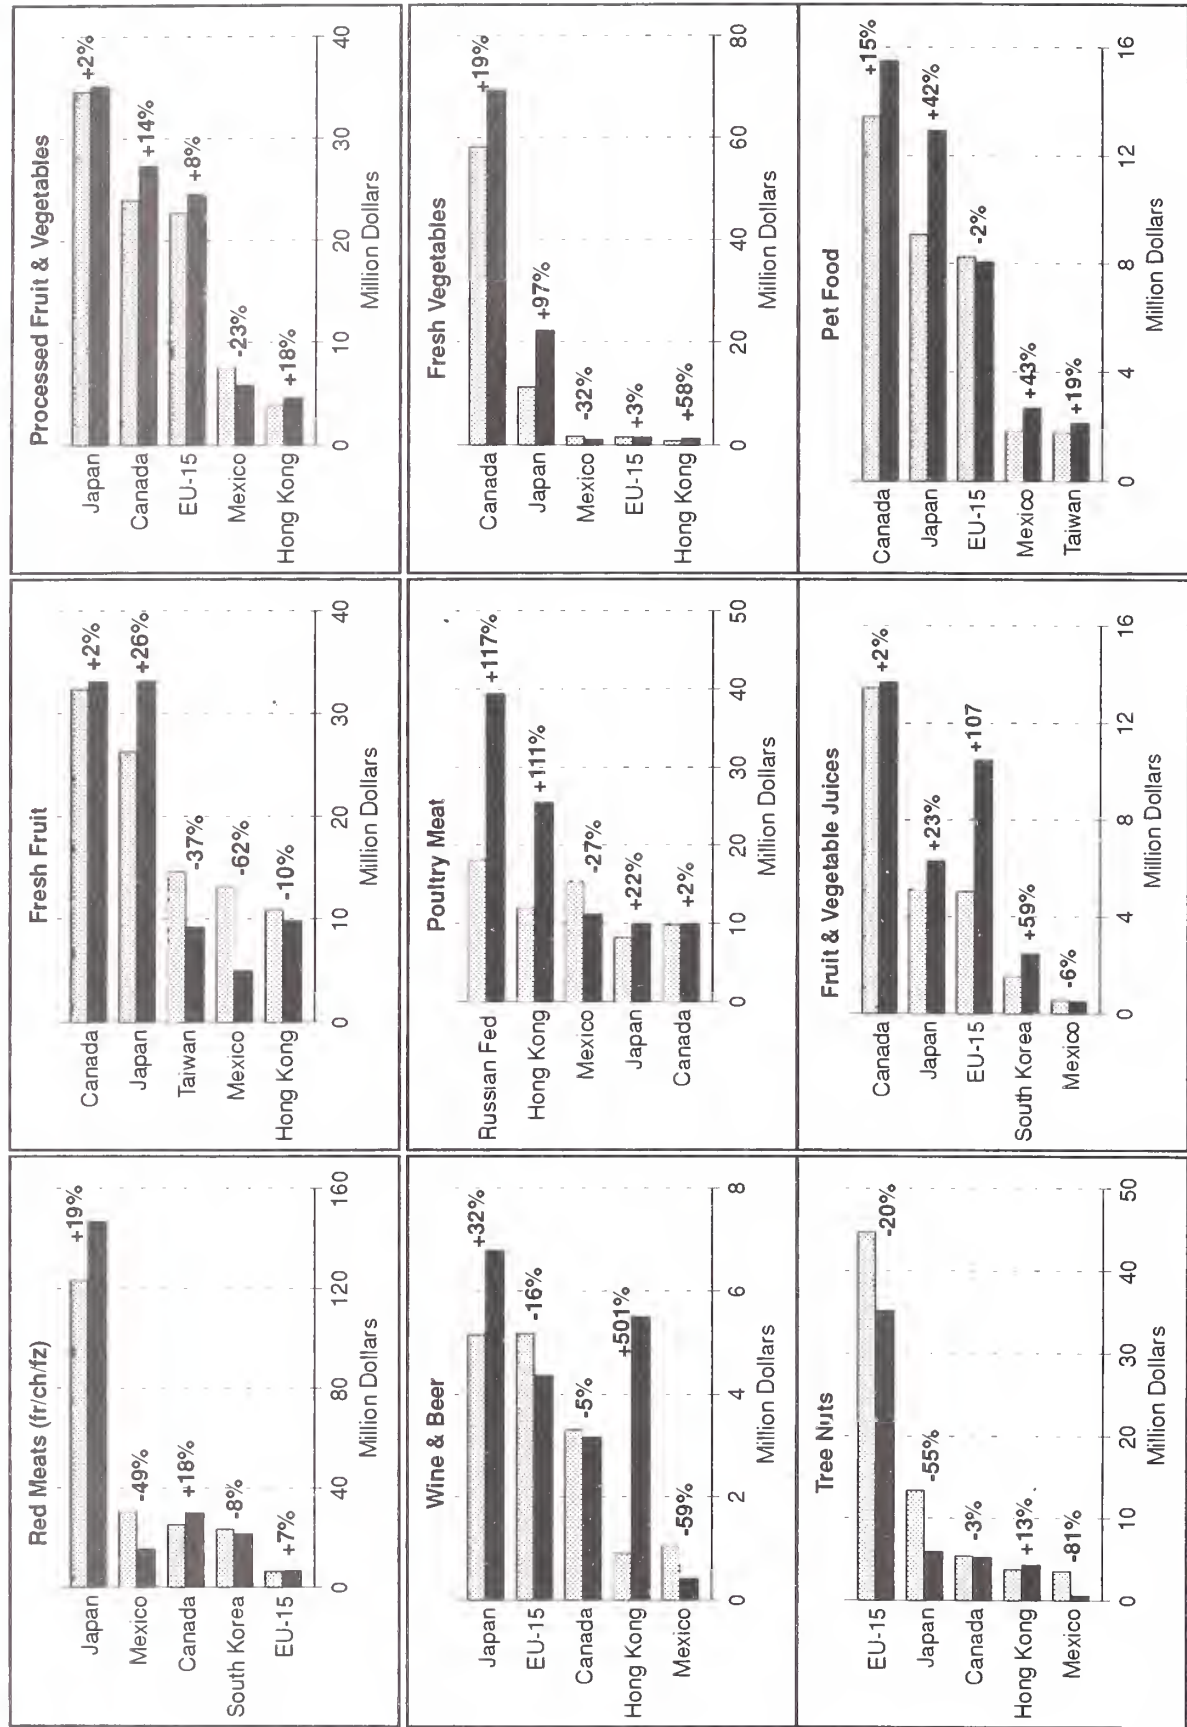 Red Meats (fr/ch/fz)
Japan
+19%
Mexico
-49%
Canada
+18%
South Korea
-8%
EU-15
+7%
0 40 80 120 160
Million Dollars
Fresh Fruit
Canada
+2%
Japan
+26%
Taiwan
-37%
Mexico
-62%
Hong Kong
-10%
0 10 20 30 40
Million Dollars
Processed Fruit & Vegetables
Japan
+2%
Canada
+14%
EU-15
+8%
Mexico
-23%
Hong Kong
+18%
0 10 20 30 40
Million Dollars
Wine & Beer
Japan
+32%
EU-15
-16%
Canada
-5%
Hong Kong
+501%
Mexico
-59%
0 2 4 6 8
Million Dollars
Poultry Meat
Russian Fed
+117%
Hong Kong
+111%
Mexico
-27%
Japan
+22%
Canada
+2%
0 10 20 30 40 50
Million Dollars
Fresh Vegetables
Canada
+19%
Japan
+97%
Mexico
-32%
EU-15
+3%
Hong Kong
+58%
0 20 40 60 80
Million Dollars
Tree Nuts
EU-15
-20%
Japan
-55%
Canada
-3%
Hong Kong
+13%
Mexico
-81%
0 10 20 30 40 50
Million Dollars
Fruit & Vegetable Juices
Canada
+2%
Japan
+23%
EU-15
+107
South Korea
+59%
Mexico
-6%
0 4 8 12 16
Million Dollars
Pet Food
Canada
+15%
Japan
+42%
EU-15
-2%
Mexico
+43%
Taiwan
+19%
0 4 8 12 16
Million Dollars